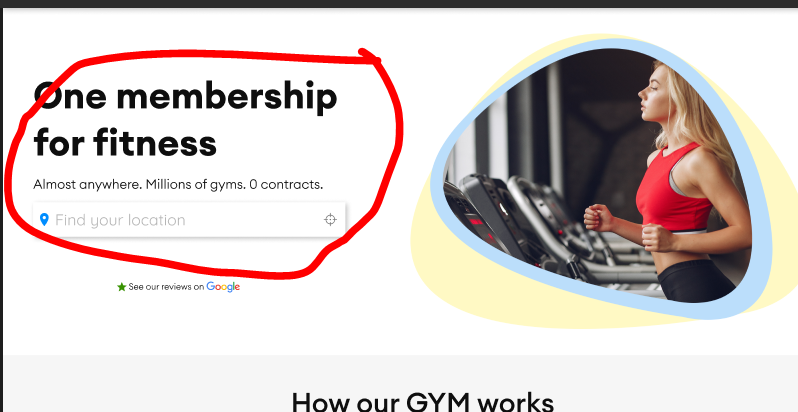 One membership
for fitness
Almost anywhere. Millions of gyms. 0 contracts.
Find your location
See our reviews on Google
How our GYM works